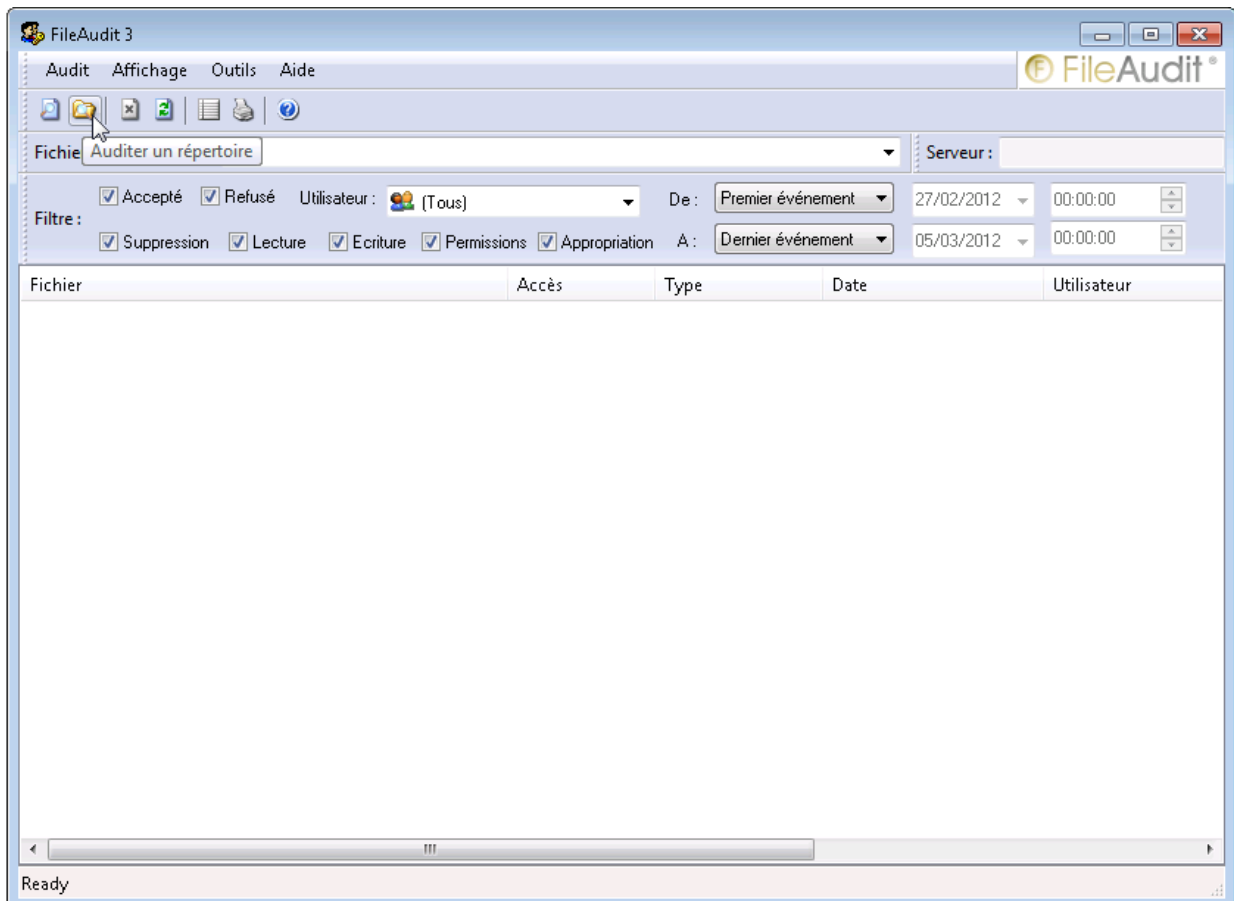 FileAudit 3
Audit Affichage Outils Aide
FileAudit ®
Fichie
Auditer un répertoire
Serveur :
Filtre :
Accepté Refusé Utilisateur : (Tous) De : Premier événement 27/02/2012 00:00:00
Suppression Lecture Ecriture Permissions Appropriation A : Dernier événement 05/03/2012 00:00:00
Fichier Accès Type Date Utilisateur
Ready